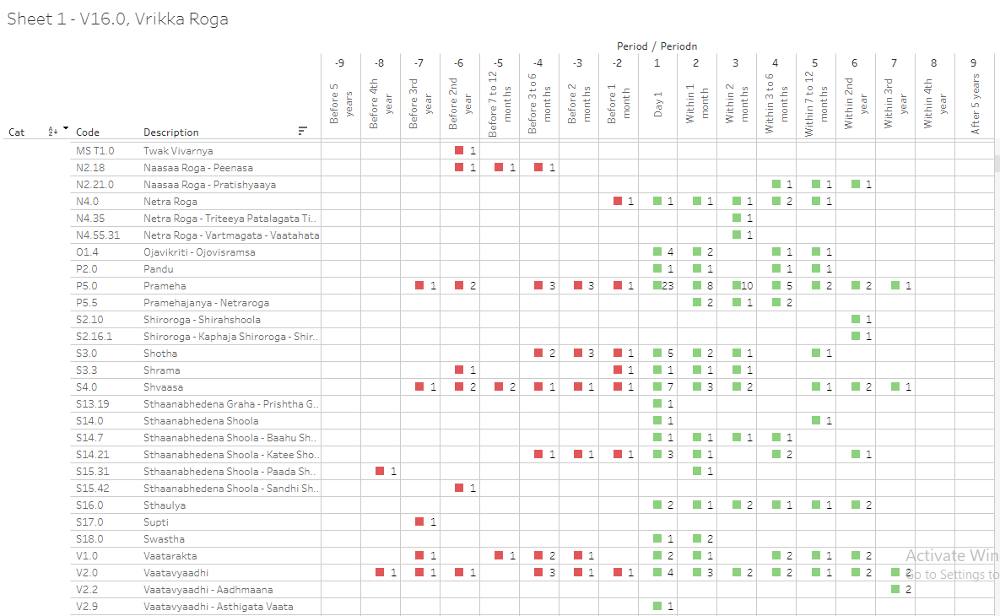 Sheet 1 - V16.0, Vrikka Roga
Period / Periodn
-9 -8 -7 -6 -5 -4 -3 -2 1 2 3 4 5 6 7 8 9
Before 5 years
Before 4th year
Before 3rd year
Before 2nd year
Before 7 to 12 months
Before 3 to 6 months
Before 2 months
Before 1 month
Day 1
Within 1 month
Within 2 months
Within 3 to 6 months
Within 7 to 12 months
Within 2nd year
Within 3rd year
Within 4th year
After 5 years
Cat Code Description
MS T1.0 Twak Vivarnya 1
N2.18 Naasaa Roga - Peenasa 1 1 1
N2.21.0 Naasaa Roga - Pratishyaaya 1 1 1
N4.0 Netra Roga 1 1 1 1 2 1
N4.35 Netra Roga - Triteeya Patalagata Ti.. 1
N4.55.31 Netra Roga - Vartmagata - Vaatahata 1
O1.4 Ojavikriti - Ojovisramsa 4 2 1 1
P2.0 Pandu 1 1 1 1
P5.0 Prameha 1 2 3 3 1 23 8 10 5 2 2 1
P5.5 Pramehajanya - Netraroga 2 1 2
S2.10 Shiroroga - Shirahshoola 1
S2.16.1 Shiroroga - Kaphaja Shiroroga - Shir.. 1
S3.0 Shotha 2 3 1 5 2 1 1
S3.3 Shrama 1 1 1 1 1
S4.0 Shvaasa 1 2 2 1 1 1 7 3 2 1 2 1
S13.19 Sthaanabhedena Graha - Prishtha G.. 1
S14.0 Sthaanabhedena Shoola 1 1
S14.7 Sthaanabhedena Shoola - Baahu Sh.. 1 1 1 1
S14.21 Sthaanabhedena Shoola - Katee Sho.. 1 1 1 3 1 2 1
S15.31 Sthaanabhedena Shoola - Paada Sh.. 1 1
S15.42 Sthaanabhedena Shoola - Sandhi Sh.. 1
S16.0 Sthaulya 2 1 2 1 1 2
S17.0 Supti 1
S18.0 Swastha 1 2
V1.0 Vaatarakta 1 1 2 1 2 1 2 1 2
Activate Win
V2.0 Vaatavyaadhi 1 1 1 3 1 1 4 3 2 2 1 2 2
Go to Settings to
V2.2 Vaatavyaadhi - Aadhmaana 2
V2.9 Vaatavyaadhi - Asthigata Vaata 1